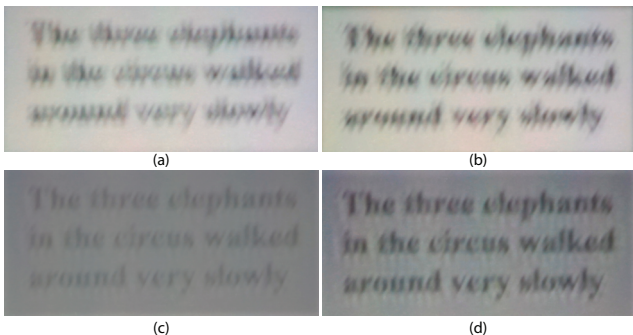 The three elephants
in the circus walked
around very slowly
(a)
The three elephants
in the circus walked
around very slowly
(b)
The three elephants
in the circus walked
around very slowly
(c)
The three elephants
in the circus walked
around very slowly
(d)